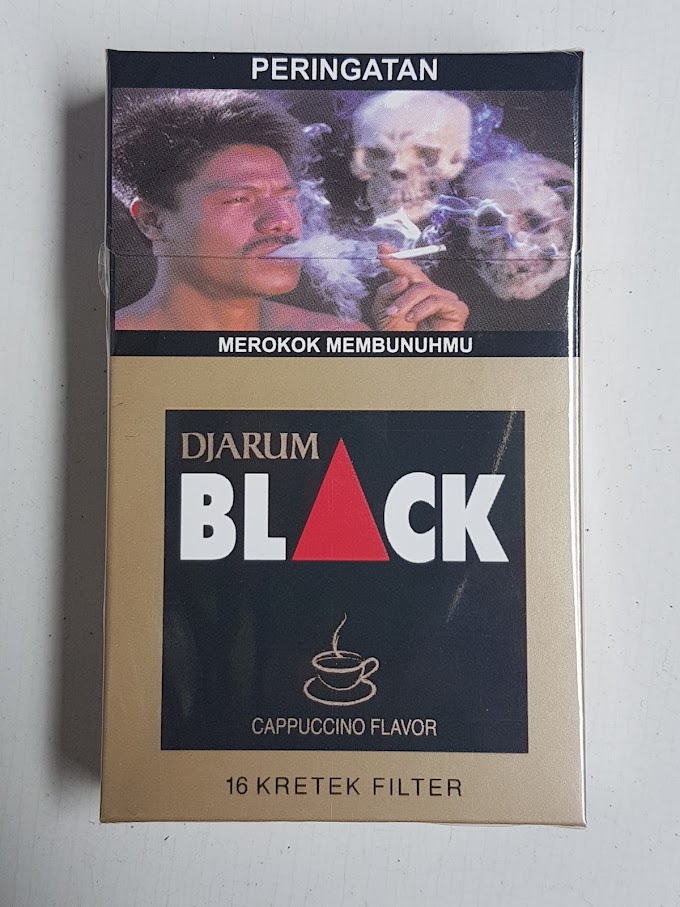 PERINGATAN
MEROKOK MEMBUNUHMU
DJARUM
BLACK
CAPPUCCINO FLAVOR
16 KRETEK FILTER